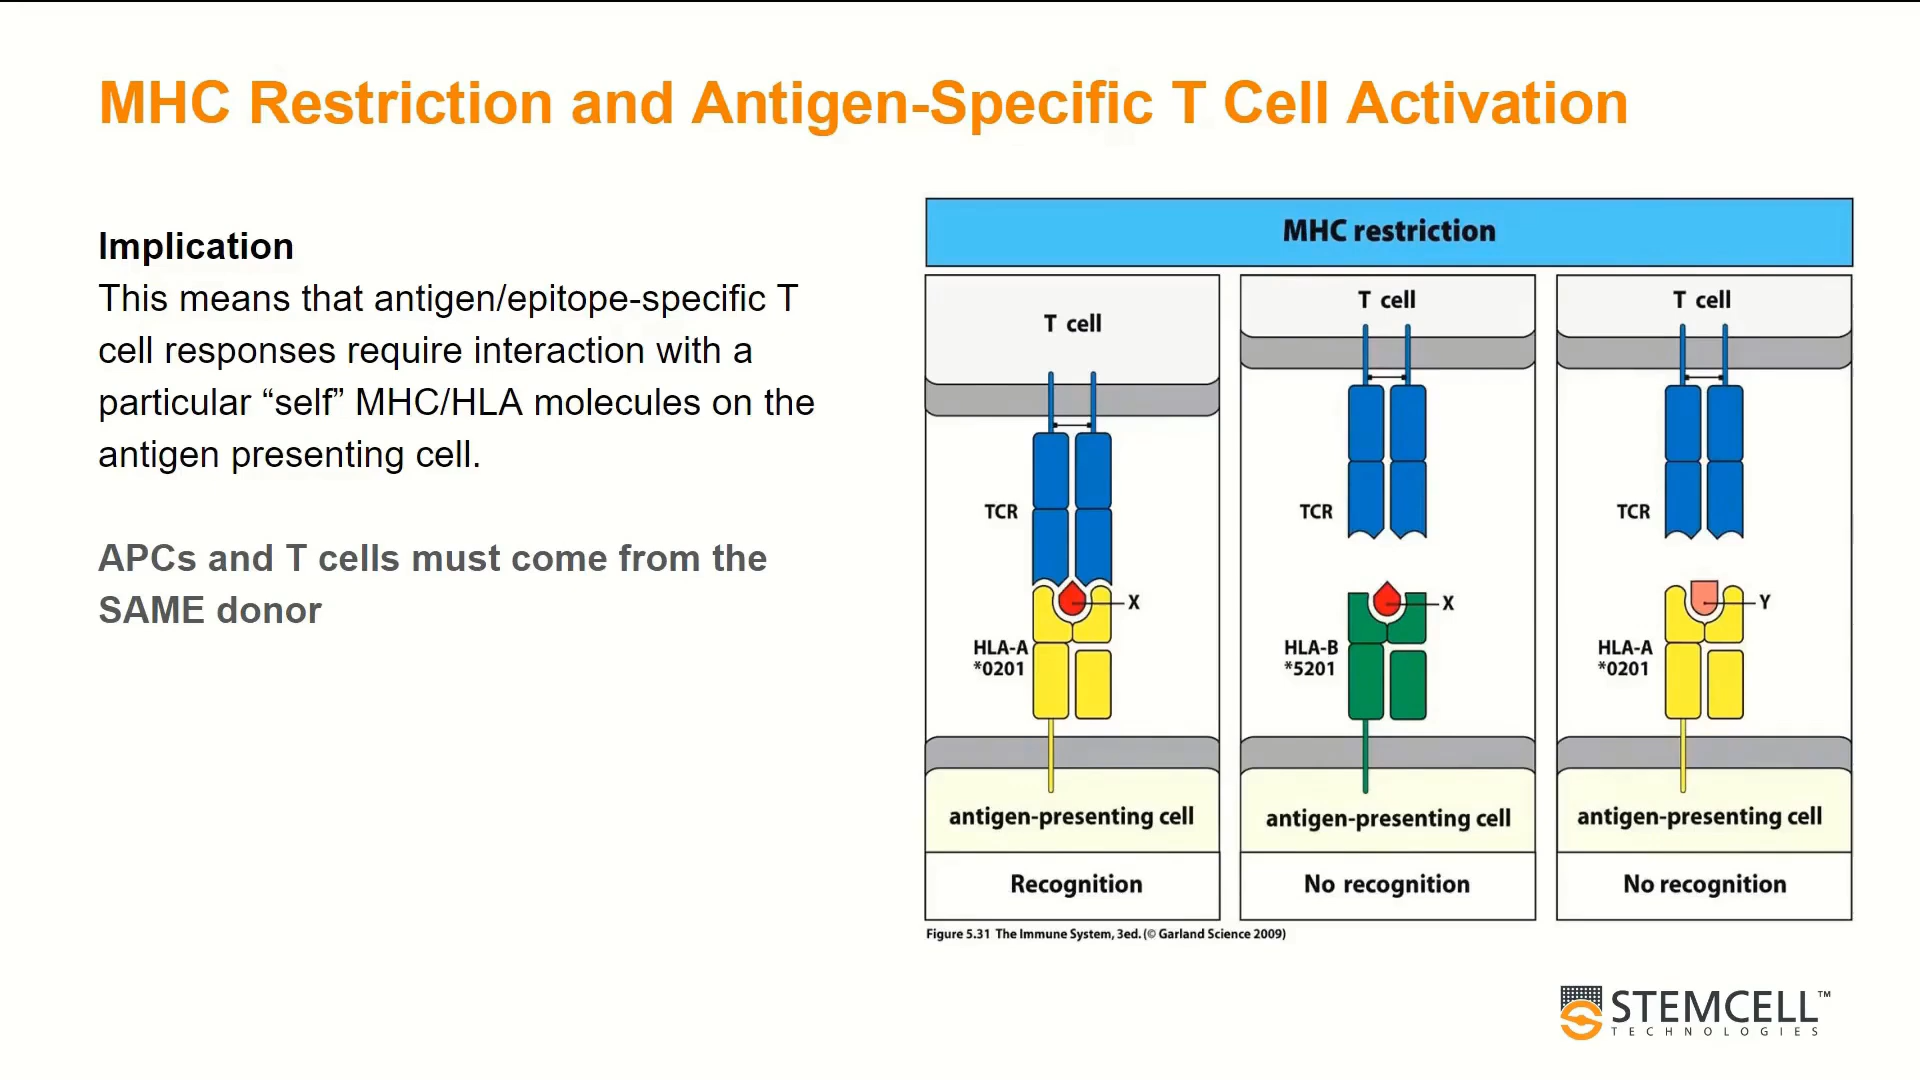 MHC Restriction and Antigen-Specific T Cell Activation
Implication
This means that antigen/epitope-specific T
cell responses require interaction with a
particular “self” MHC/HLA molecules on the
antigen presenting cell.
APCs and T cells must come from the
SAME donor
MHC restriction
T cell
TCR
X
HLA-A
*0201
antigen-presenting cell
Recognition
T cell
TCR
X
HLA-B
*5201
antigen-presenting cell
No recognition
T cell
TCR
Y
HLA-A
*0201
antigen-presenting cell
No recognition
Figure 5.31 The Immune System, 3ed. (© Garland Science 2009)
STEMCELL™
TECHNOLOGIES